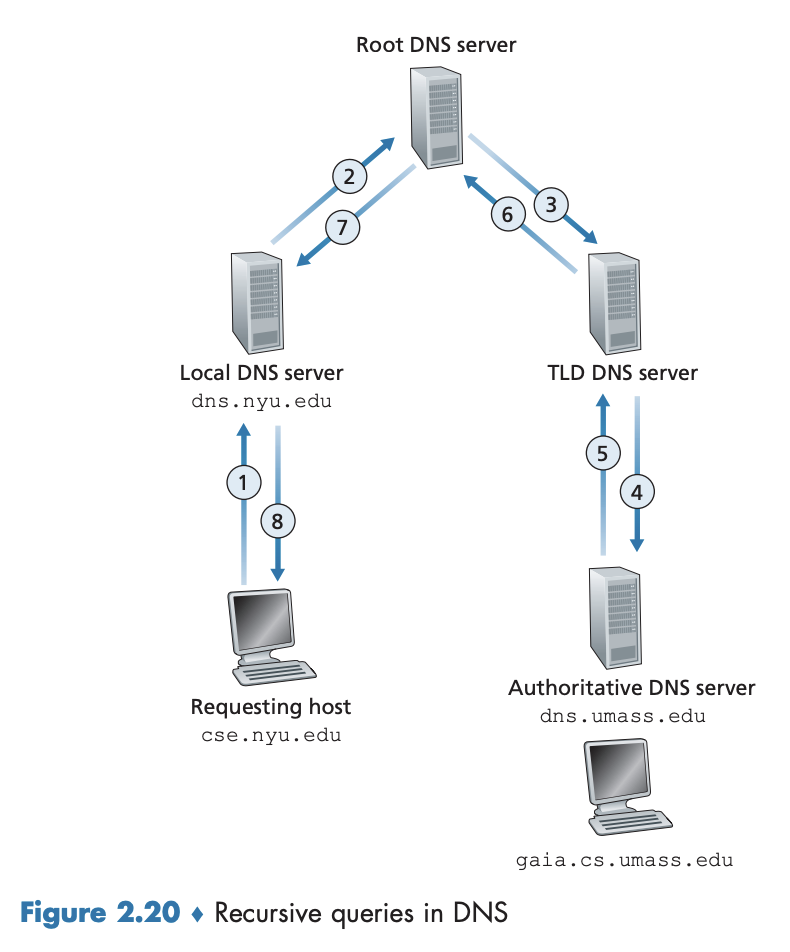 Root DNS server
2
3
6
7
Local DNS server
dns.nyu.edu
TLD DNS server
5
1
4
8
Authoritative DNS server
dns.umass.edu
Requesting host
cse.nyu.edu
gaia.cs.umass.edu
Figure 2.20 ♦ Recursive queries in DNS